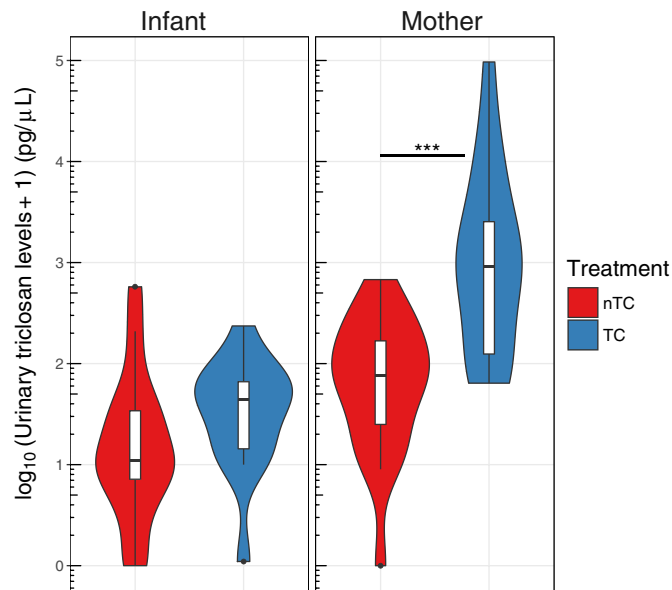 Infant
Mother
log10 (Urinary triclosan levels + 1) (pg/μL)
5
4
3
2
1
0
***
Treatment
nTC
TC